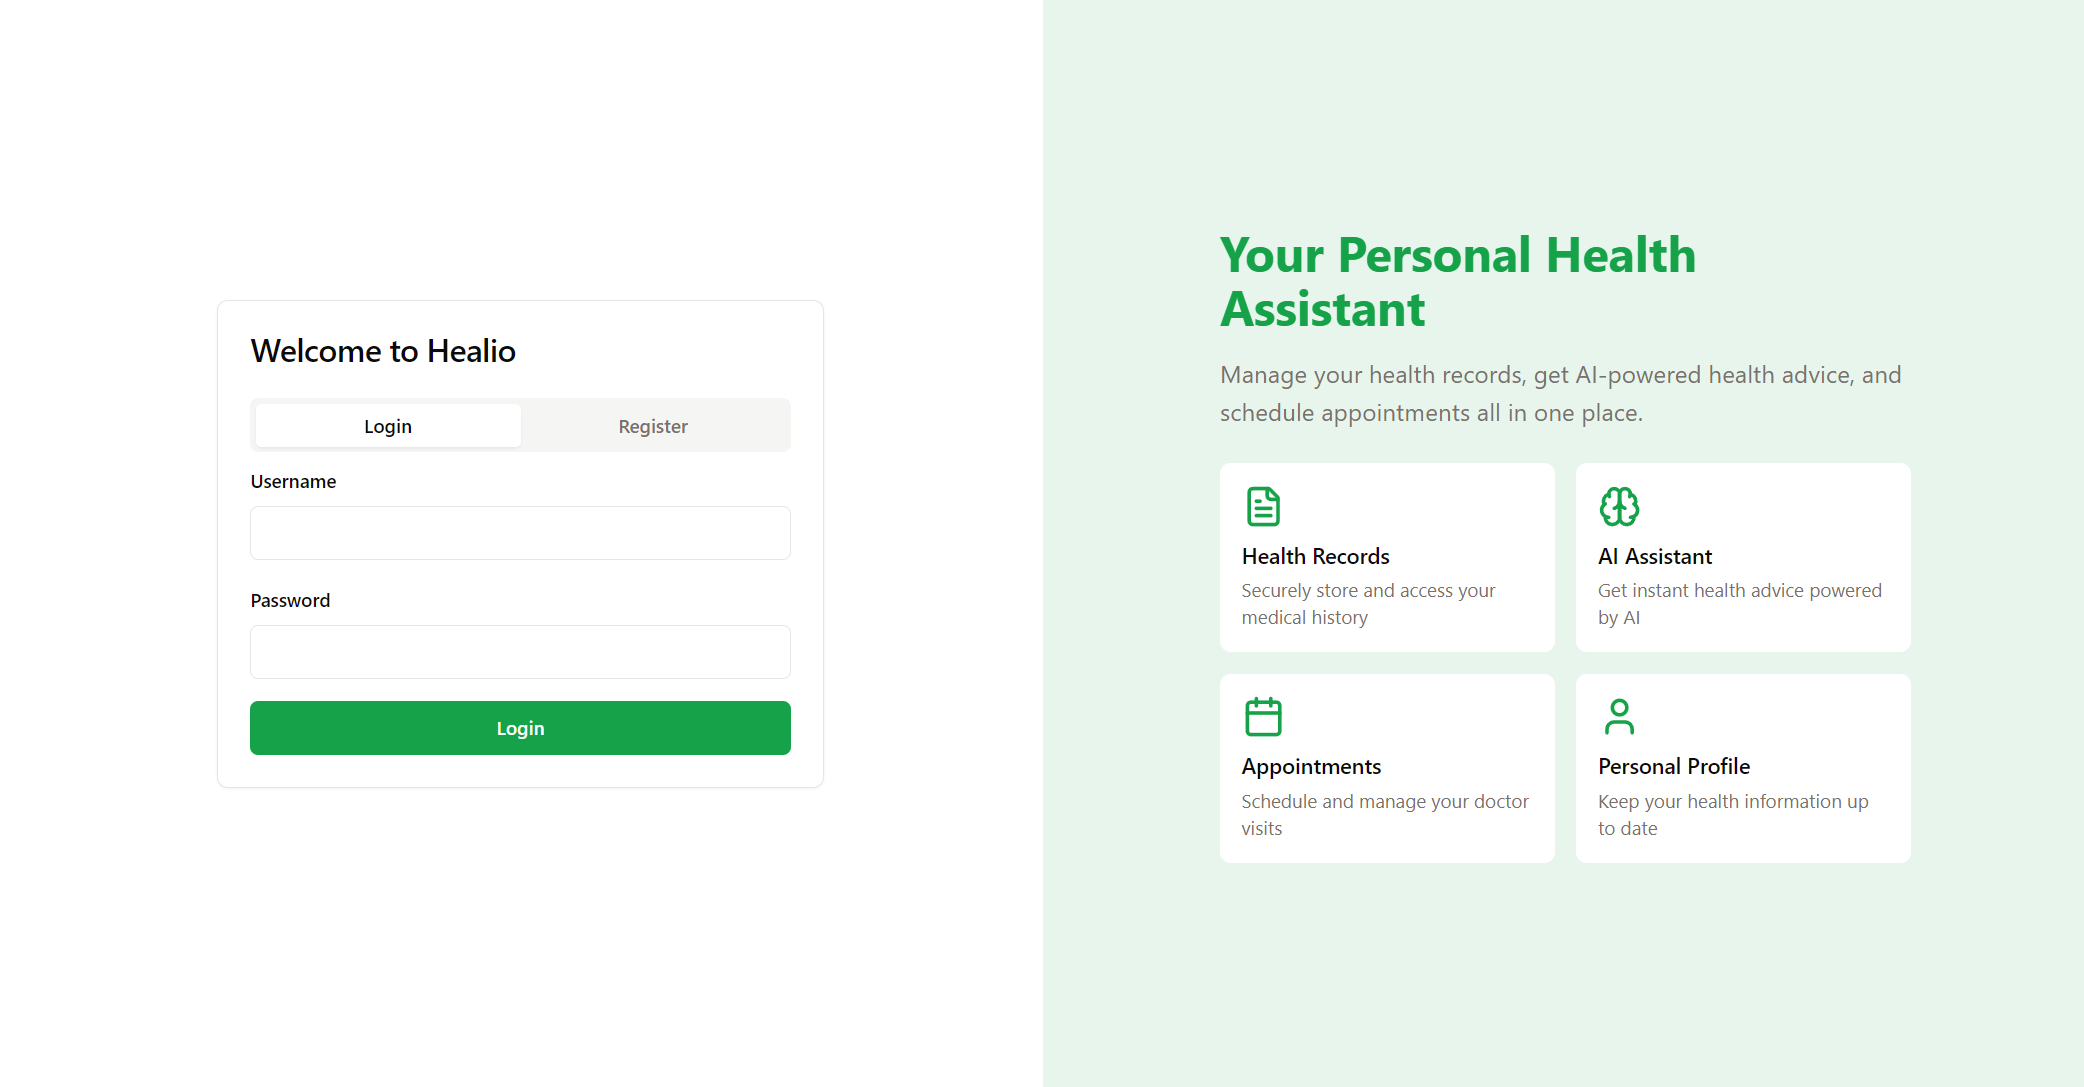 Welcome to Healio
Login
Register
Username
Password
Login
Your Personal Health
Assistant
Manage your health records, get AI-powered health advice, and
schedule appointments all in one place.
Health Records
Securely store and access your
medical history
AI Assistant
Get instant health advice powered
by AI
Appointments
Schedule and manage your doctor
visits
Personal Profile
Keep your health information up
to date